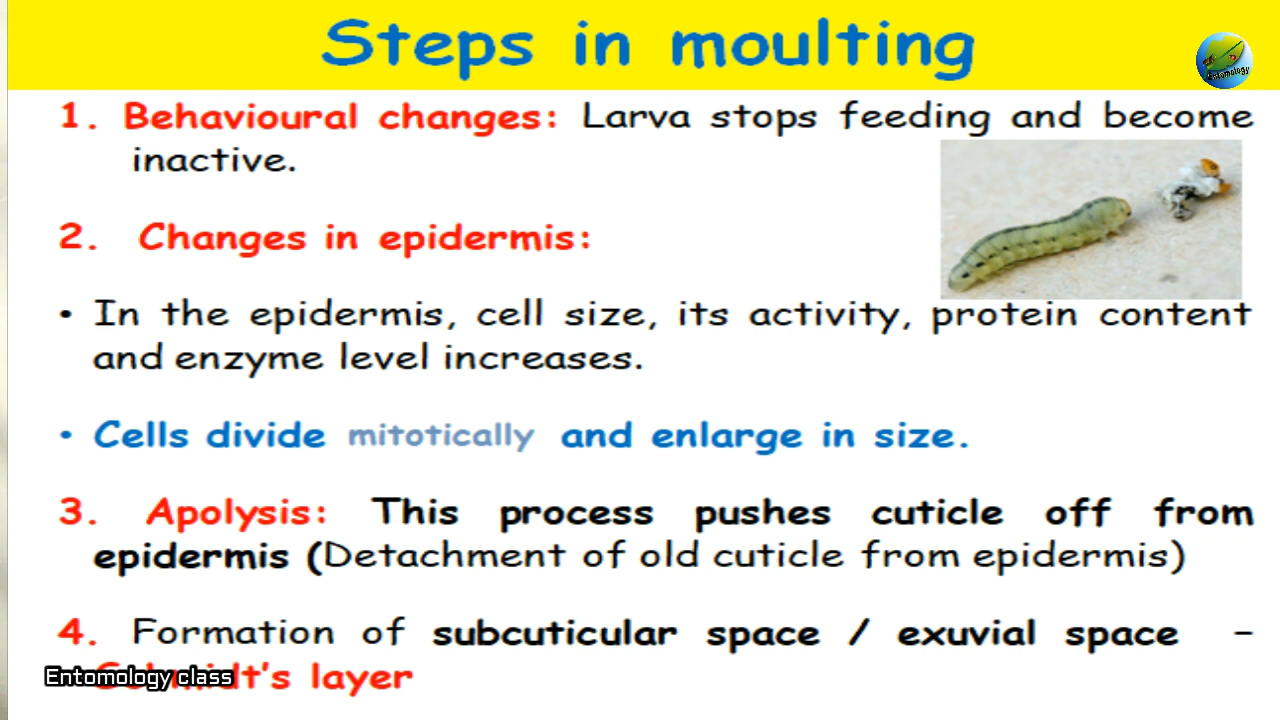 Steps in moulting
Entomology
1. Behavioural changes: Larva stops feeding and become
inactive.
2. Changes in epidermis:
• In the epidermis, cell size, its activity, protein content
and enzyme level increases.
• Cells divide mitotically and enlarge in size.
3. Apolysis: This process pushes cuticle off from
epidermis (Detachment of old cuticle from epidermis)
4. Formation of subcuticular space / exuvial space –
Schmidt's layer
Entomology class